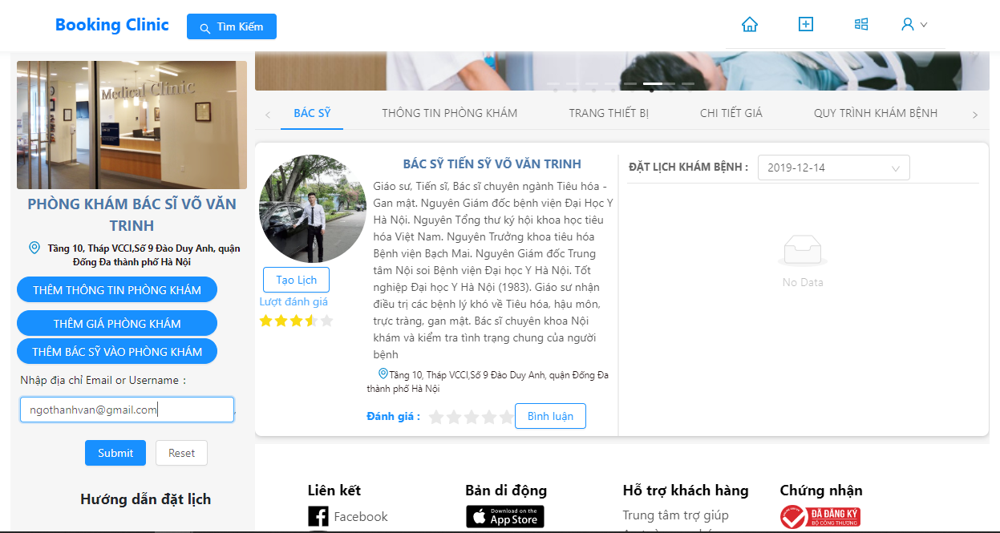 Booking Clinic
Tìm Kiếm
Medical Clinic
PHÒNG KHÁM BÁC SĨ VÕ VĂN
TRINH
Tầng 10, Tháp VCCI,Số 9 Đào Duy Anh, quận
Đống Đa thành phố Hà Nội
THÊM THÔNG TIN PHÒNG KHÁM
THÊM GIÁ PHÒNG KHÁM
THÊM BÁC SỸ VÀO PHÒNG KHÁM
Nhập địa chỉ Email or Username :
ngothanhvan@gmail.com
Submit
Reset
Hướng dẫn đặt lịch
BÁC SỸ
THÔNG TIN PHÒNG KHÁM
TRANG THIẾT BỊ
CHI TIẾT GIÁ
QUY TRÌNH KHÁM BỆNH
Tạo Lịch
Lượt đánh giá
BÁC SỸ TIẾN SỸ VÕ VĂN TRINH
Giáo sư, Tiến sĩ, Bác sĩ chuyên ngành Tiêu hóa -
Gan mật. Nguyên Giám đốc bệnh viện Đại Học Y
Hà Nội. Nguyên Tổng thư ký hội khoa học tiêu
hóa Việt Nam. Nguyên Trưởng khoa tiêu hóa
Bệnh viện Bạch Mai. Nguyên Giám đốc Trung
tâm Nội soi Bệnh viện Đại học Y Hà Nội. Tốt
nghiệp Đại học Y Hà Nội (1983). Giáo sư nhận
điều trị các bệnh lý khó về Tiêu hóa, hậu môn,
trực tràng, gan mật. Bác sĩ chuyên khoa Nội
khám và kiểm tra tình trạng chung của người
bệnh
Tầng 10, Tháp VCCI,Số 9 Đào Duy Anh, quận Đống Đa
thành phố Hà Nội
Đánh giá :
Bình luận
ĐẶT LỊCH KHÁM BỆNH :
2019-12-14
No Data
Liên kết
Facebook
Bản di động
Download on the
App Store
Hỗ trợ khách hàng
Trung tâm trợ giúp
Chứng nhận
ĐÃ ĐĂNG KÝ
BỘ CÔNG THƯƠNG